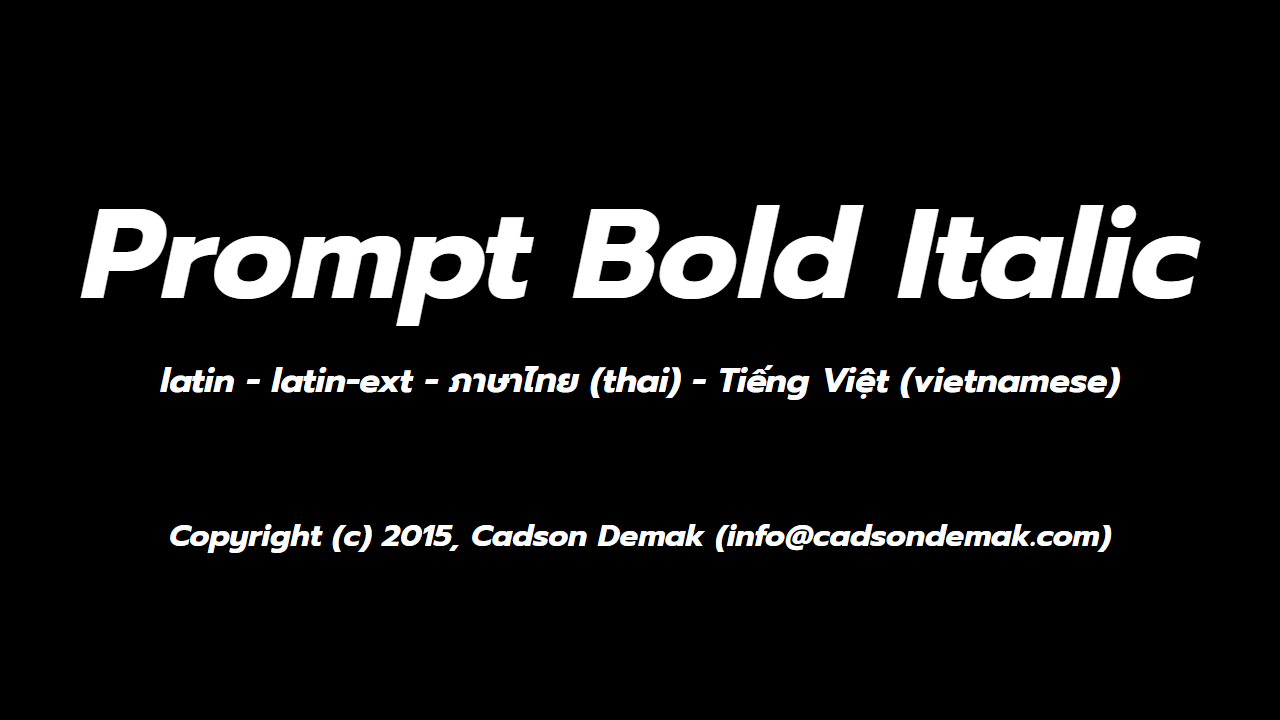 Prompt Bold Italic
latin - latin-ext - ภาษาไทย (thai) - Tiếng Việt (vietnamese)
Copyright (c) 2015, Cadson Demak (info@cadsondemak.com)